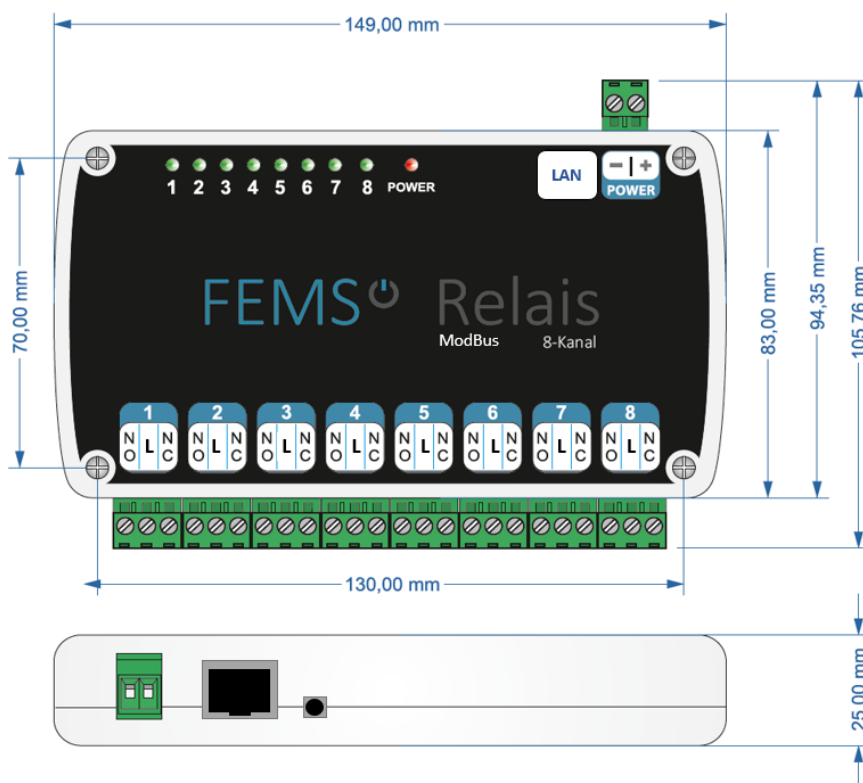 149,00 mm
1 2 3 4 5 6 7 8 POWER
LAN
- | +
POWER
70,00 mm
83,00 mm
94,35 mm
105,76 mm
FEMS Relais
ModBus 8-Kanal
1 2 3 4 5 6 7 8
NO L NC NO L NC NO L NC NO L NC NO L NC NO L NC NO L NC NO L NC
130,00 mm
25,00 mm